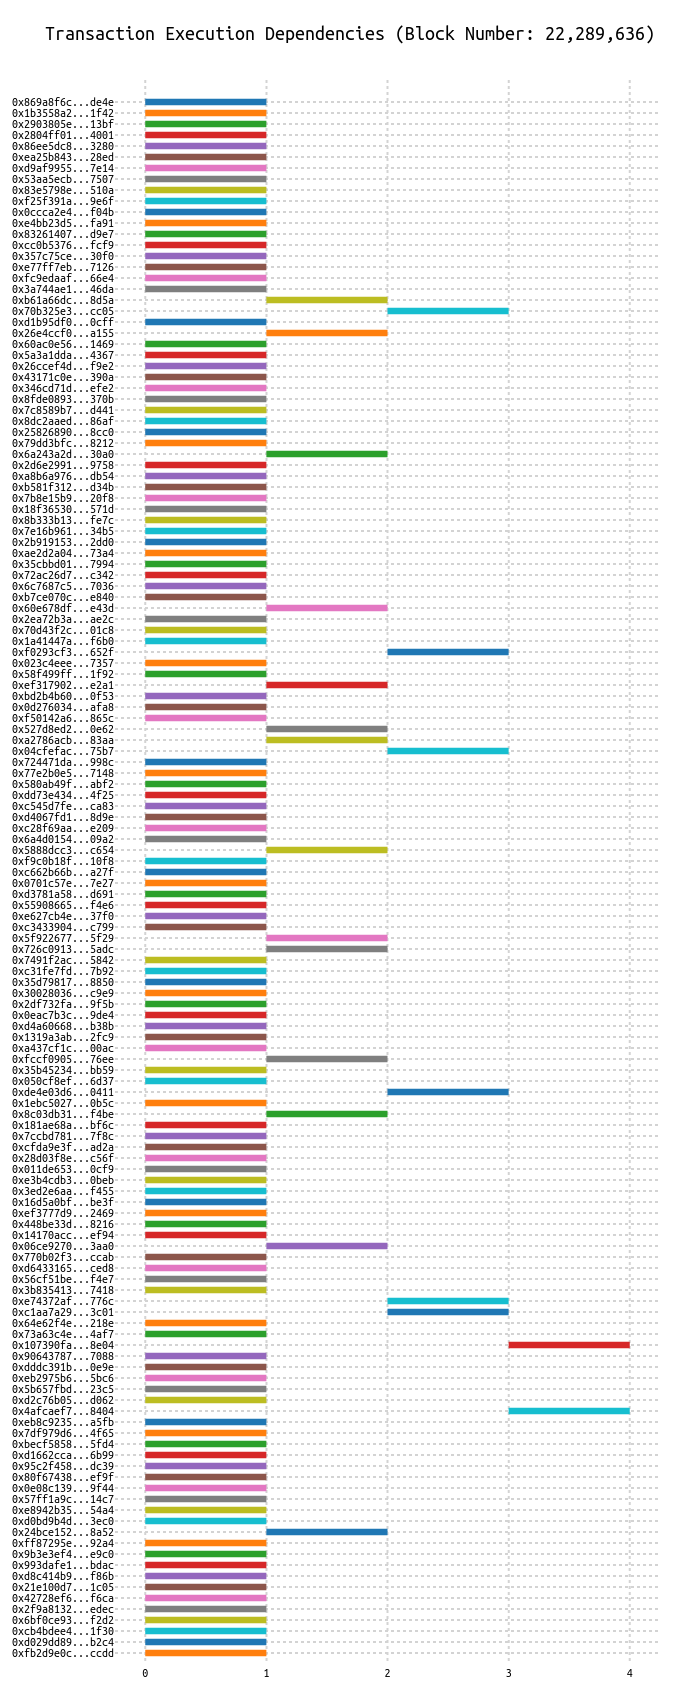 Transaction Execution Dependencies (Block Number: 22,289,636)
0x869a8f6c...de4e
0x1b3558a2...1f42
0x2903805e...13bf
0x2804ff01...4001
0x86ee5dc8...3280
0xea25b843...28ed
0xd9af9955...7e14
0x53aa5ecb...7507
0x83e5798e...510a
0xf25f391a...9e6f
0x0ccca2e4...f04b
0xe4bb23d5...fa91
0x83261407...d9e7
0xcc0b5376...fcf9
0x357c75ce...30f0
0xe77ff7eb...7126
0xfc9edaaf...66e4
0x3a744ae1...46da
0xb61a66dc...8d5a
0x70b325e3...cc05
0xd1b95df0...0cff
0x26e4ccf0...a155
0x60ac0e56...1469
0x5a3a1dda...4367
0x26ccef4d...f9e2
0x43171c0e...390a
0x346cd71d...efe2
0x8fde0893...370b
0x7c8589b7...d441
0x8dc2aaed...86af
0x25826890...8cc0
0x79dd3bfc...8212
0x6a243a2d...30a0
0x2d6e2991...9758
0xa8b6a976...db54
0xb581f312...d34b
0x7b8e15b9...20f8
0x18f36530...571d
0x8b333b13...fe7c
0x7e16b961...34b5
0x2b919153...2dd0
0xae2d2a04...73a4
0x35cbbd01...7994
0x72ac26d7...c342
0x6c7687c5...7036
0xb7ce070c...e840
0x60e678df...e43d
0x2ea72b3a...ae2c
0x70d43f2c...01c8
0x1a41447a...f6b0
0xf0293cf3...652f
0x023c4eee...7357
0x58f499ff...1f92
0xef317902...e2a1
0xbd2b4b60...0f53
0x0d276034...afa8
0xf50142a6...865c
0x527d8ed2...0e62
0xa2786acb...83aa
0x04cfefac...75b7
0x724471da...998c
0x77e2b0e5...7148
0x580ab49f...abf2
0xdd73e434...4f25
0xc545d7fe...ca83
0xd4067fd1...8d9e
0xc28f69aa...e209
0x6a4d0154...09a2
0x5888dcc3...c654
0xf9c0b18f...10f8
0xc662b66b...a27f
0x0701c57e...7e27
0xd3781a58...d691
0x55908665...f4e6
0xe627cb4e...37f0
0xc3433904...c799
0x5f922677...5f29
0x726c0913...5adc
0x7491f2ac...5842
0xc31fe7fd...7b92
0x35d79817...8850
0x30028036...c9e9
0x2df732fa...9f5b
0x0eac7b3c...9de4
0xd4a60668...b38b
0x1319a3ab...2fc9
0xa437cf1c...00ac
0xfccf0905...76ee
0x35b45234...bb59
0x050cf8ef...6d37
0xde4e03d6...0411
0x1ebc5027...0b5c
0x8c03db31...f4be
0x181ae68a...bf6c
0x7ccbd781...7f8c
0xcfda9e3f...ad2a
0x28d03f8e...c56f
0x011de653...0cf9
0xe3b4cdb3...0beb
0x3ed2e6aa...f455
0x16d5a0bf...be3f
0xef3777d9...2469
0x448be33d...8216
0x14170acc...ef94
0x06ce9270...3aa0
0x770b02f3...ccab
0xd6433165...ced8
0x56cf51be...f4e7
0x3b835413...7418
0xe74372af...776c
0xc1aa7a29...3c01
0x64e62f4e...218e
0x73a63c4e...4af7
0x107390fa...8e04
0x90643787...7088
0xdddc391b...0e9e
0xeb2975b6...5bc6
0x5b657fbd...23c5
0xd2c76b05...d062
0x4afcaef7...8404
0xeb8c9235...a5fb
0x7df979d6...4f65
0xbecf5858...5fd4
0xd1662cca...6b99
0x95c2f458...dc39
0x80f67438...ef9f
0x0e08c139...9f44
0x57ff1a9c...14c7
0xe8942b35...54a4
0xd0bd9b4d...3ec0
0x24bce152...8a52
0xff87295e...92a4
0x9b3e3ef4...e9c0
0x993dafe1...bdac
0xd8c414b9...f86b
0x21e100d7...1c05
0x42728ef6...f6ca
0x2f9a8132...edec
0x6bf0ce93...f2d2
0xcb4bdee4...1f30
0xd029dd89...b2c4
0xfb2d9e0c...ccdd
0 1 2 3 4